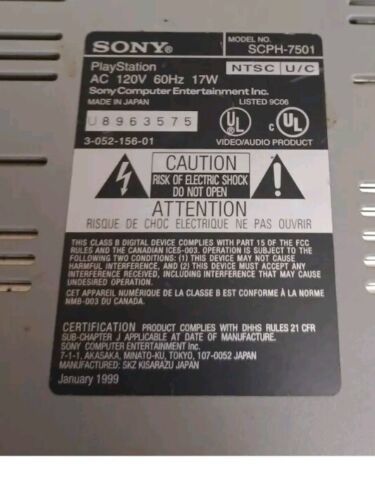 SONY®
MODEL NO.
SCPH-7501
PlayStation
NTSC U/C
AC 120V 60Hz 17W
Sony Computer Entertainment Inc.
MADE IN JAPAN
LISTED 9C06
U8963575
UL ® C UL ®
3-052-156-01
VIDEO/AUDIO PRODUCT
CAUTION
RISK OF ELECTRIC SHOCK
DO NOT OPEN
ATTENTION
RISQUE DE CHOC ELECTRIQUE NE PAS OUVRIR
THIS CLASS B DIGITAL DEVICE COMPLIES WITH PART 15 OF THE FCC
RULES AND THE CANADIAN ICES-003. OPERATION IS SUBJECT TO THE
FOLLOWING TWO CONDITIONS: (1) THIS DEVICE MAY NOT CAUSE
HARMFUL INTERFERENCE, AND (2) THIS DEVICE MUST ACCEPT ANY
INTERFERENCE RECEIVED, INCLUDING INTERFERENCE THAT MAY CAUSE
UNDESIRED OPERATION.
CET APPAREIL NUMERIQUE DE LA CLASSE B EST CONFORME À LA NORME
NMB-003 DU CANADA.
CERTIFICATION PRODUCT COMPLIES WITH DHHS RULES 21 CFR
SUB-CHAPTER J APPLICABLE AT DATE OF MANUFACTURE.
SONY COMPUTER ENTERTAINMENT Inc.
7-1-1, AKASAKA, MINATO-KU, TOKYO, 107-0052 JAPAN
MANUFACTURED: SKZ KISARAZU JAPAN
January 1999